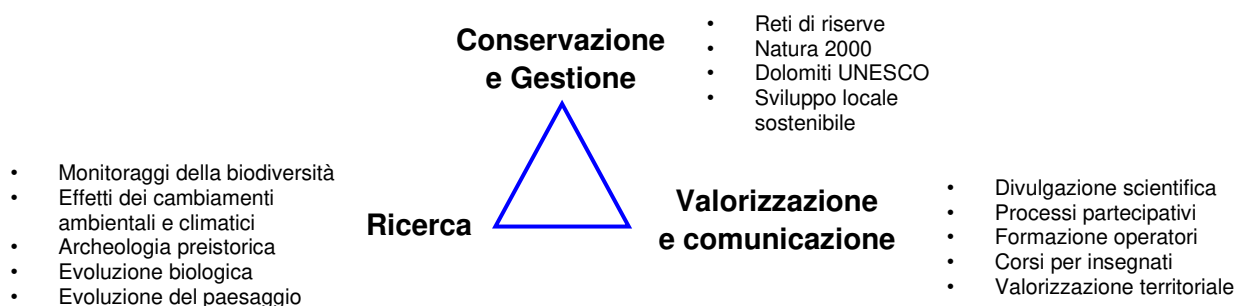 Conservazione
e Gestione
• Reti di riserve
• Natura 2000
• Dolomiti UNESCO
• Sviluppo locale
sostenibile
• Monitoraggi della biodiversità
• Effetti dei cambiamenti
ambientali e climatici
• Archeologia preistorica
• Evoluzione biologica
• Evoluzione del paesaggio
Ricerca
Valorizzazione
e comunicazione
• Divulgazione scientifica
• Processi partecipativi
• Formazione operatori
• Corsi per insegnati
• Valorizzazione territoriale